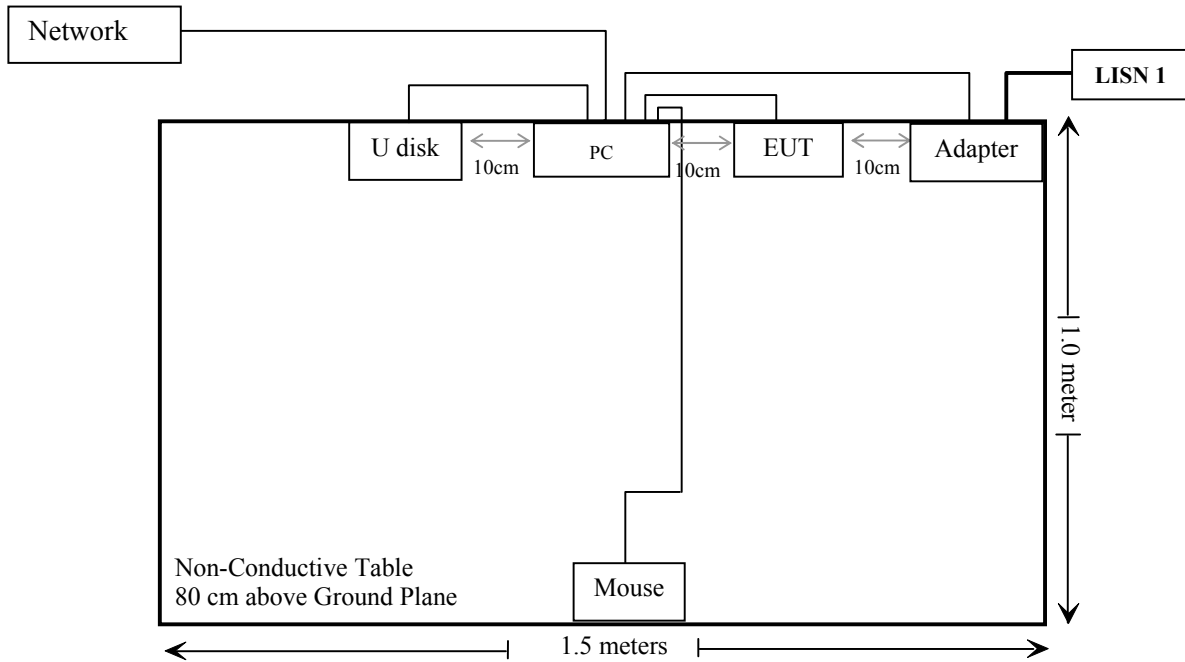 Network
LISN 1
U disk
PC
EUT
Adapter
10cm
10cm
10cm
1.0 meter
Non-Conductive Table
80 cm above Ground Plane
Mouse
1.5 meters